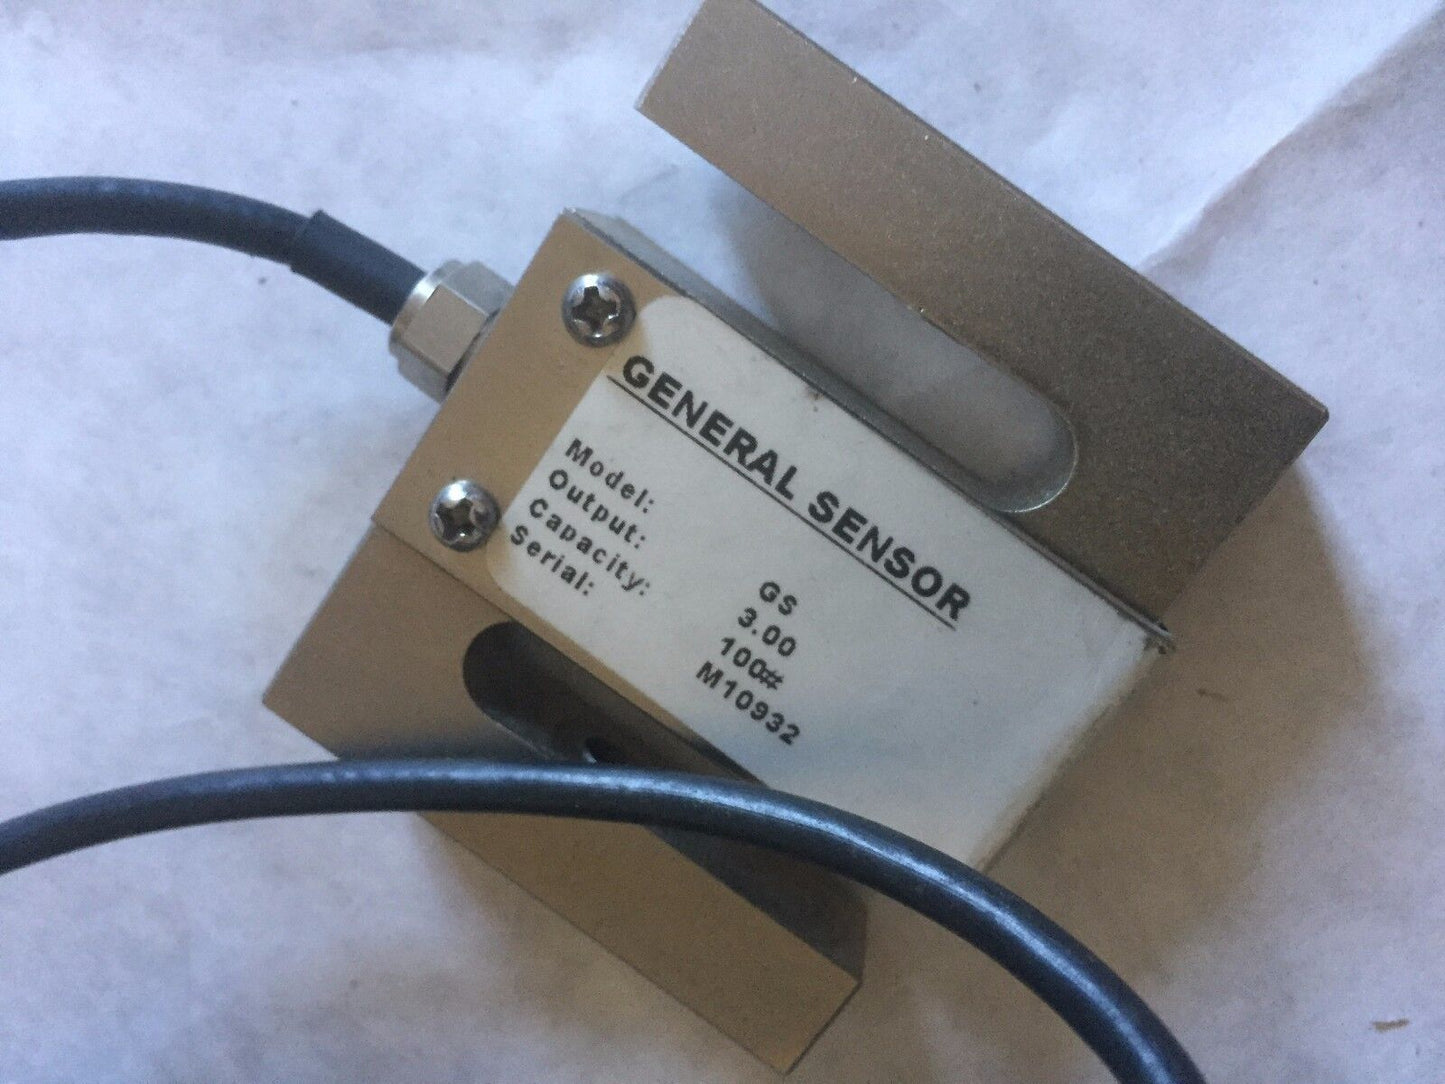 GENERAL SENSOR
Model: GS
Output: 3.00
Capacity: 100##
Serial: M10932